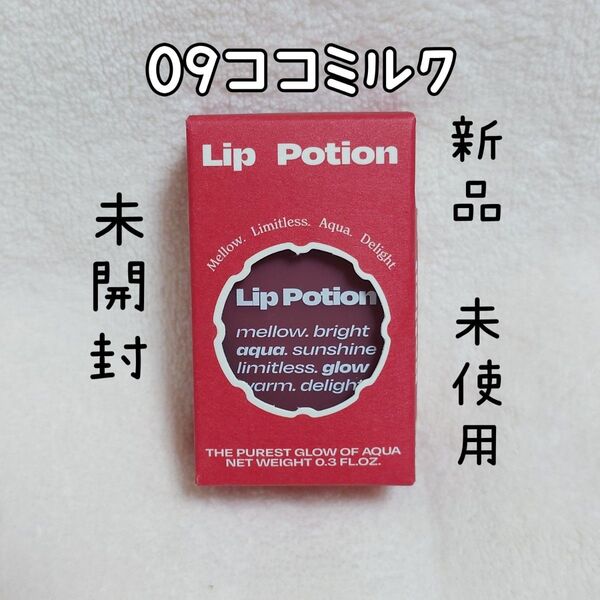 09ココミルク
新品 未使用
未開封
Lip Potion
Mellow. Limitless. Aqua. Delight
Lip Potion
mellow. bright
aqua. sunshine
limitless. glow
warm. delight
THE PUREST GLOW OF AQUA
NET WEIGHT 0.3 FL.OZ.